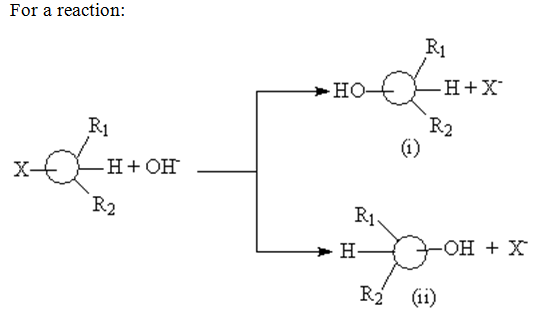 For a reaction:
R₁
HO H + X⁻
R₂
(i)
R₁
X H + OH⁻
R₂
R₁
H OH + X⁻
R₂ (ii)